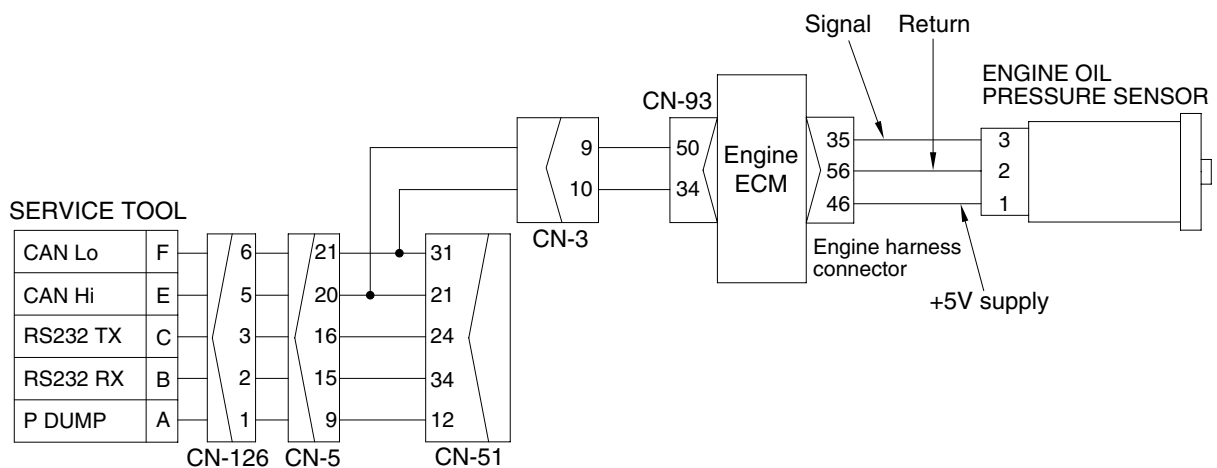 Signal Return
ENGINE OIL
PRESSURE SENSOR
CN-93
9 50 Engine 35 3
10 34 ECM 56 2
46 1
CN-3
Engine harness
connector
+5V supply
SERVICE TOOL
CAN Lo F 6 21 31
CAN Hi E 5 20 21
RS232 TX C 3 16 24
RS232 RX B 2 15 34
P DUMP A 1 9 12
CN-126 CN-5 CN-51